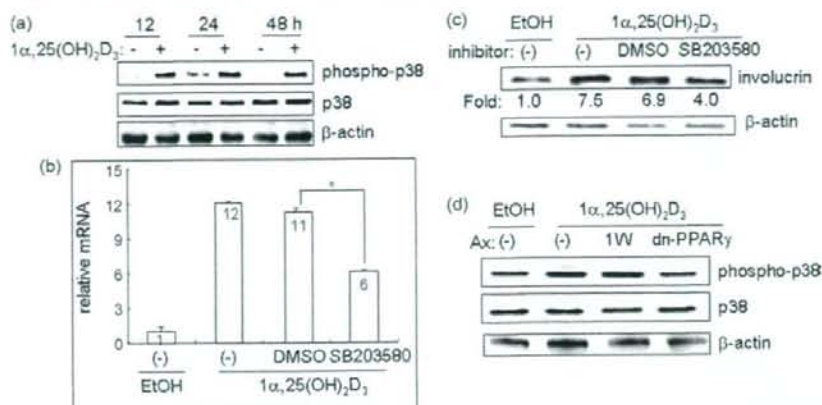 (a)
12 24 48 h
1α,25(OH)₂D₃: - + - + - +
phospho-p38
p38
β-actin
(b)
relative mRNA
15
12
9
6
3
0
1
12
11
*
6
(-) (-) DMSO SB203580
EtOH 1α,25(OH)₂D₃
(c)
EtOH 1α,25(OH)₂D₃
inhibitor: (-) (-) DMSO SB203580
involucrin
Fold: 1.0 7.5 6.9 4.0
β-actin
(d)
EtOH 1α,25(OH)₂D₃
Ax: (-) (-) 1W dn-PPARγ
phospho-p38
p38
β-actin